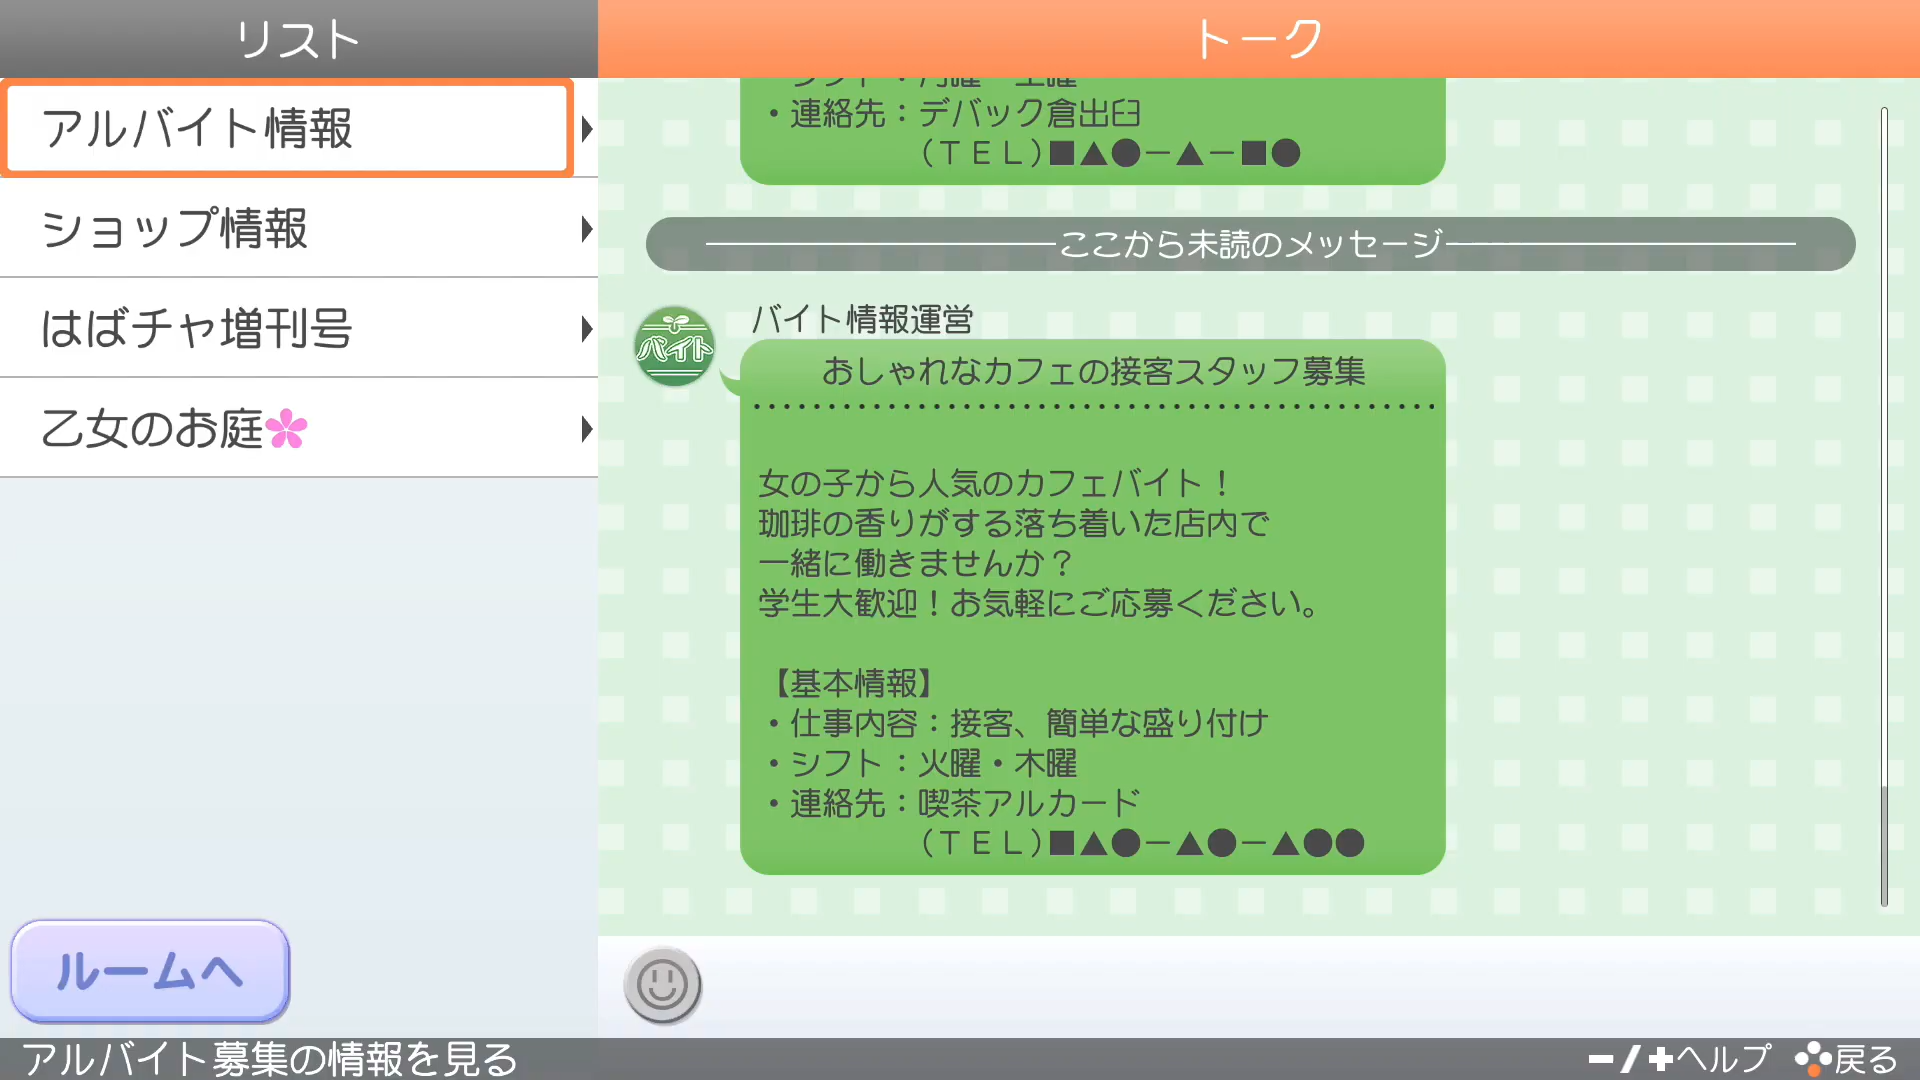 リスト
トーク
アルバイト情報
ショップ情報
はばチャ増刊号
乙女のお庭
ルームへ
・連絡先：デバック倉出臼
（ＴＥＬ）■▲●－▲－■●
ここから未読のメッセージ
バイト
バイト情報運営
おしゃれなカフェの接客スタッフ募集
女の子から人気のカフェバイト！
珈琲の香りがする落ち着いた店内で
一緒に働きませんか？
学生大歓迎！お気軽にご応募ください。
【基本情報】
・仕事内容：接客、簡単な盛り付け
・シフト：火曜・木曜
・連絡先：喫茶アルカード
（ＴＥＬ）■▲●－▲●－▲●●
アルバイト募集の情報を見る
−/+ヘルプ 戻る